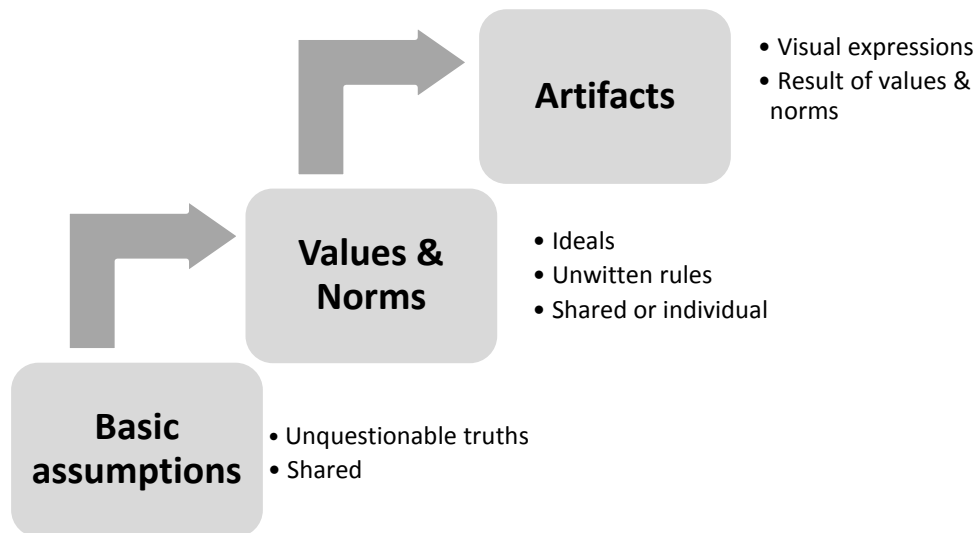 Artifacts
• Visual expressions
• Result of values &
norms
Values &
Norms
• Ideals
• Unwitten rules
• Shared or individual
Basic
assumptions
• Unquestionable truths
• Shared